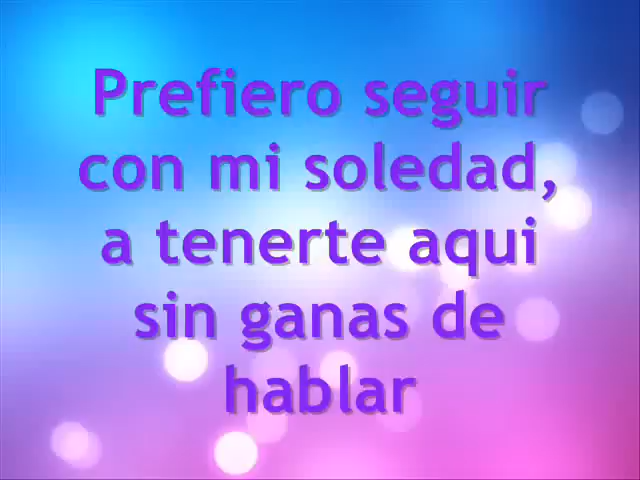 Prefiero seguir
con mi soledad,
a tenerte aqui
sin ganas de
hablar